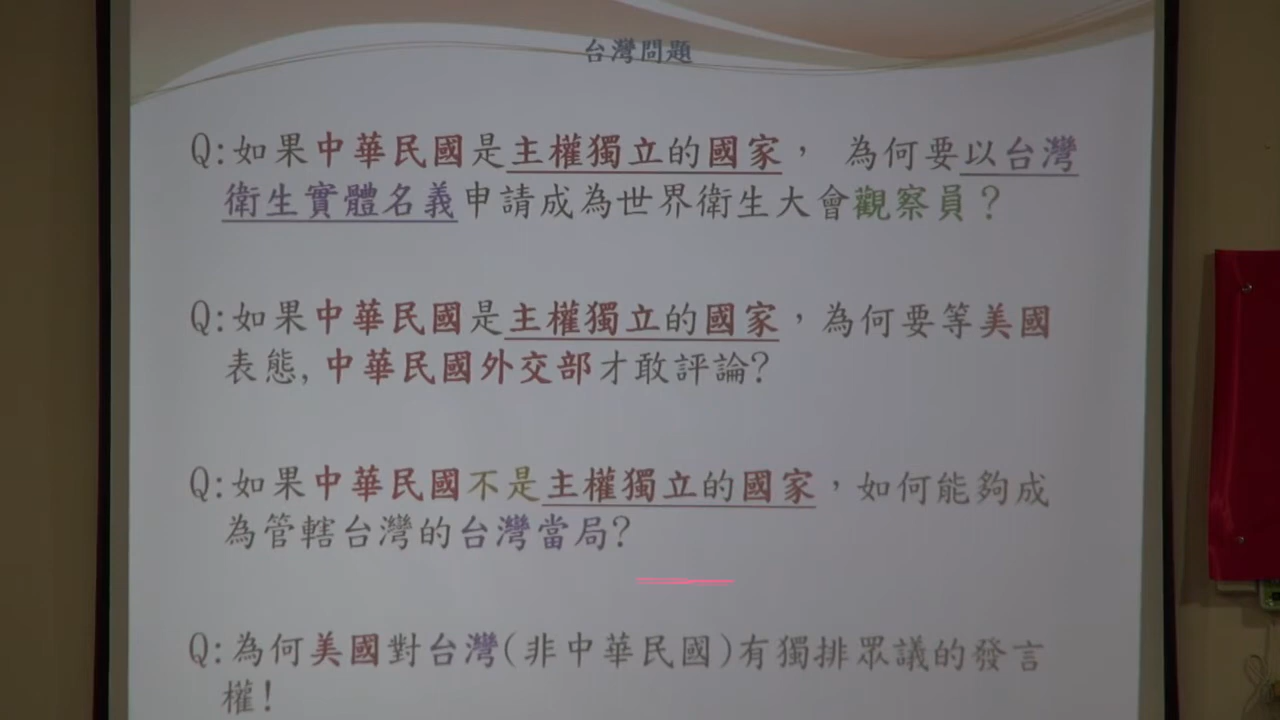 台灣問題
Q:如果中華民國是主權獨立的國家， 為何要以台灣
衛生實體名義申請成為世界衛生大會觀察員？
Q:如果中華民國是主權獨立的國家，為何要等美國
表態,中華民國外交部才敢評論?
Q:如果中華民國不是主權獨立的國家，如何能夠成
為管轄台灣的台灣當局?
Q:為何美國對台灣(非中華民國)有獨排眾議的發言
權!